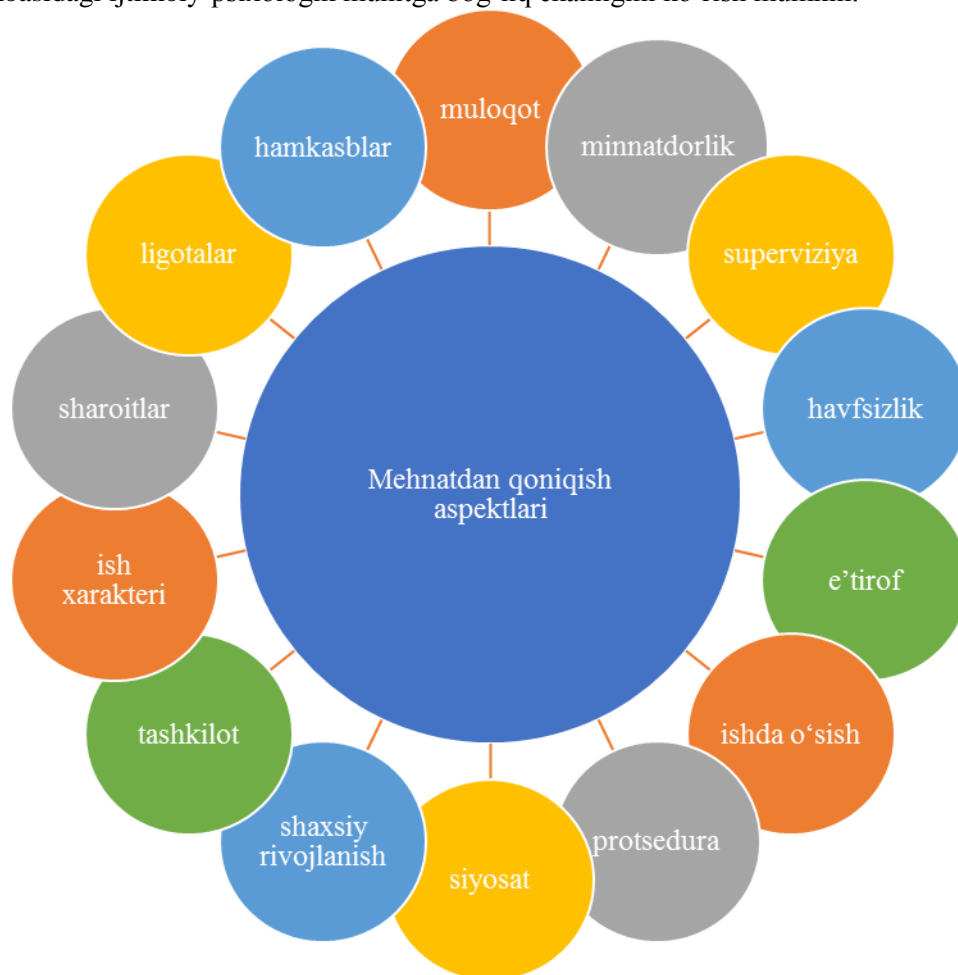 muloqot
minnatdorlik
superviziya
havfsizlik
e’tirof
ishda o‘sish
protsedura
siyosat
shaxsiy
rivojlanish
tashkilot
ish
xarakteri
sharoitlar
ligotalar
hamkasblar
Mehnatdan qoniqish
aspektlari